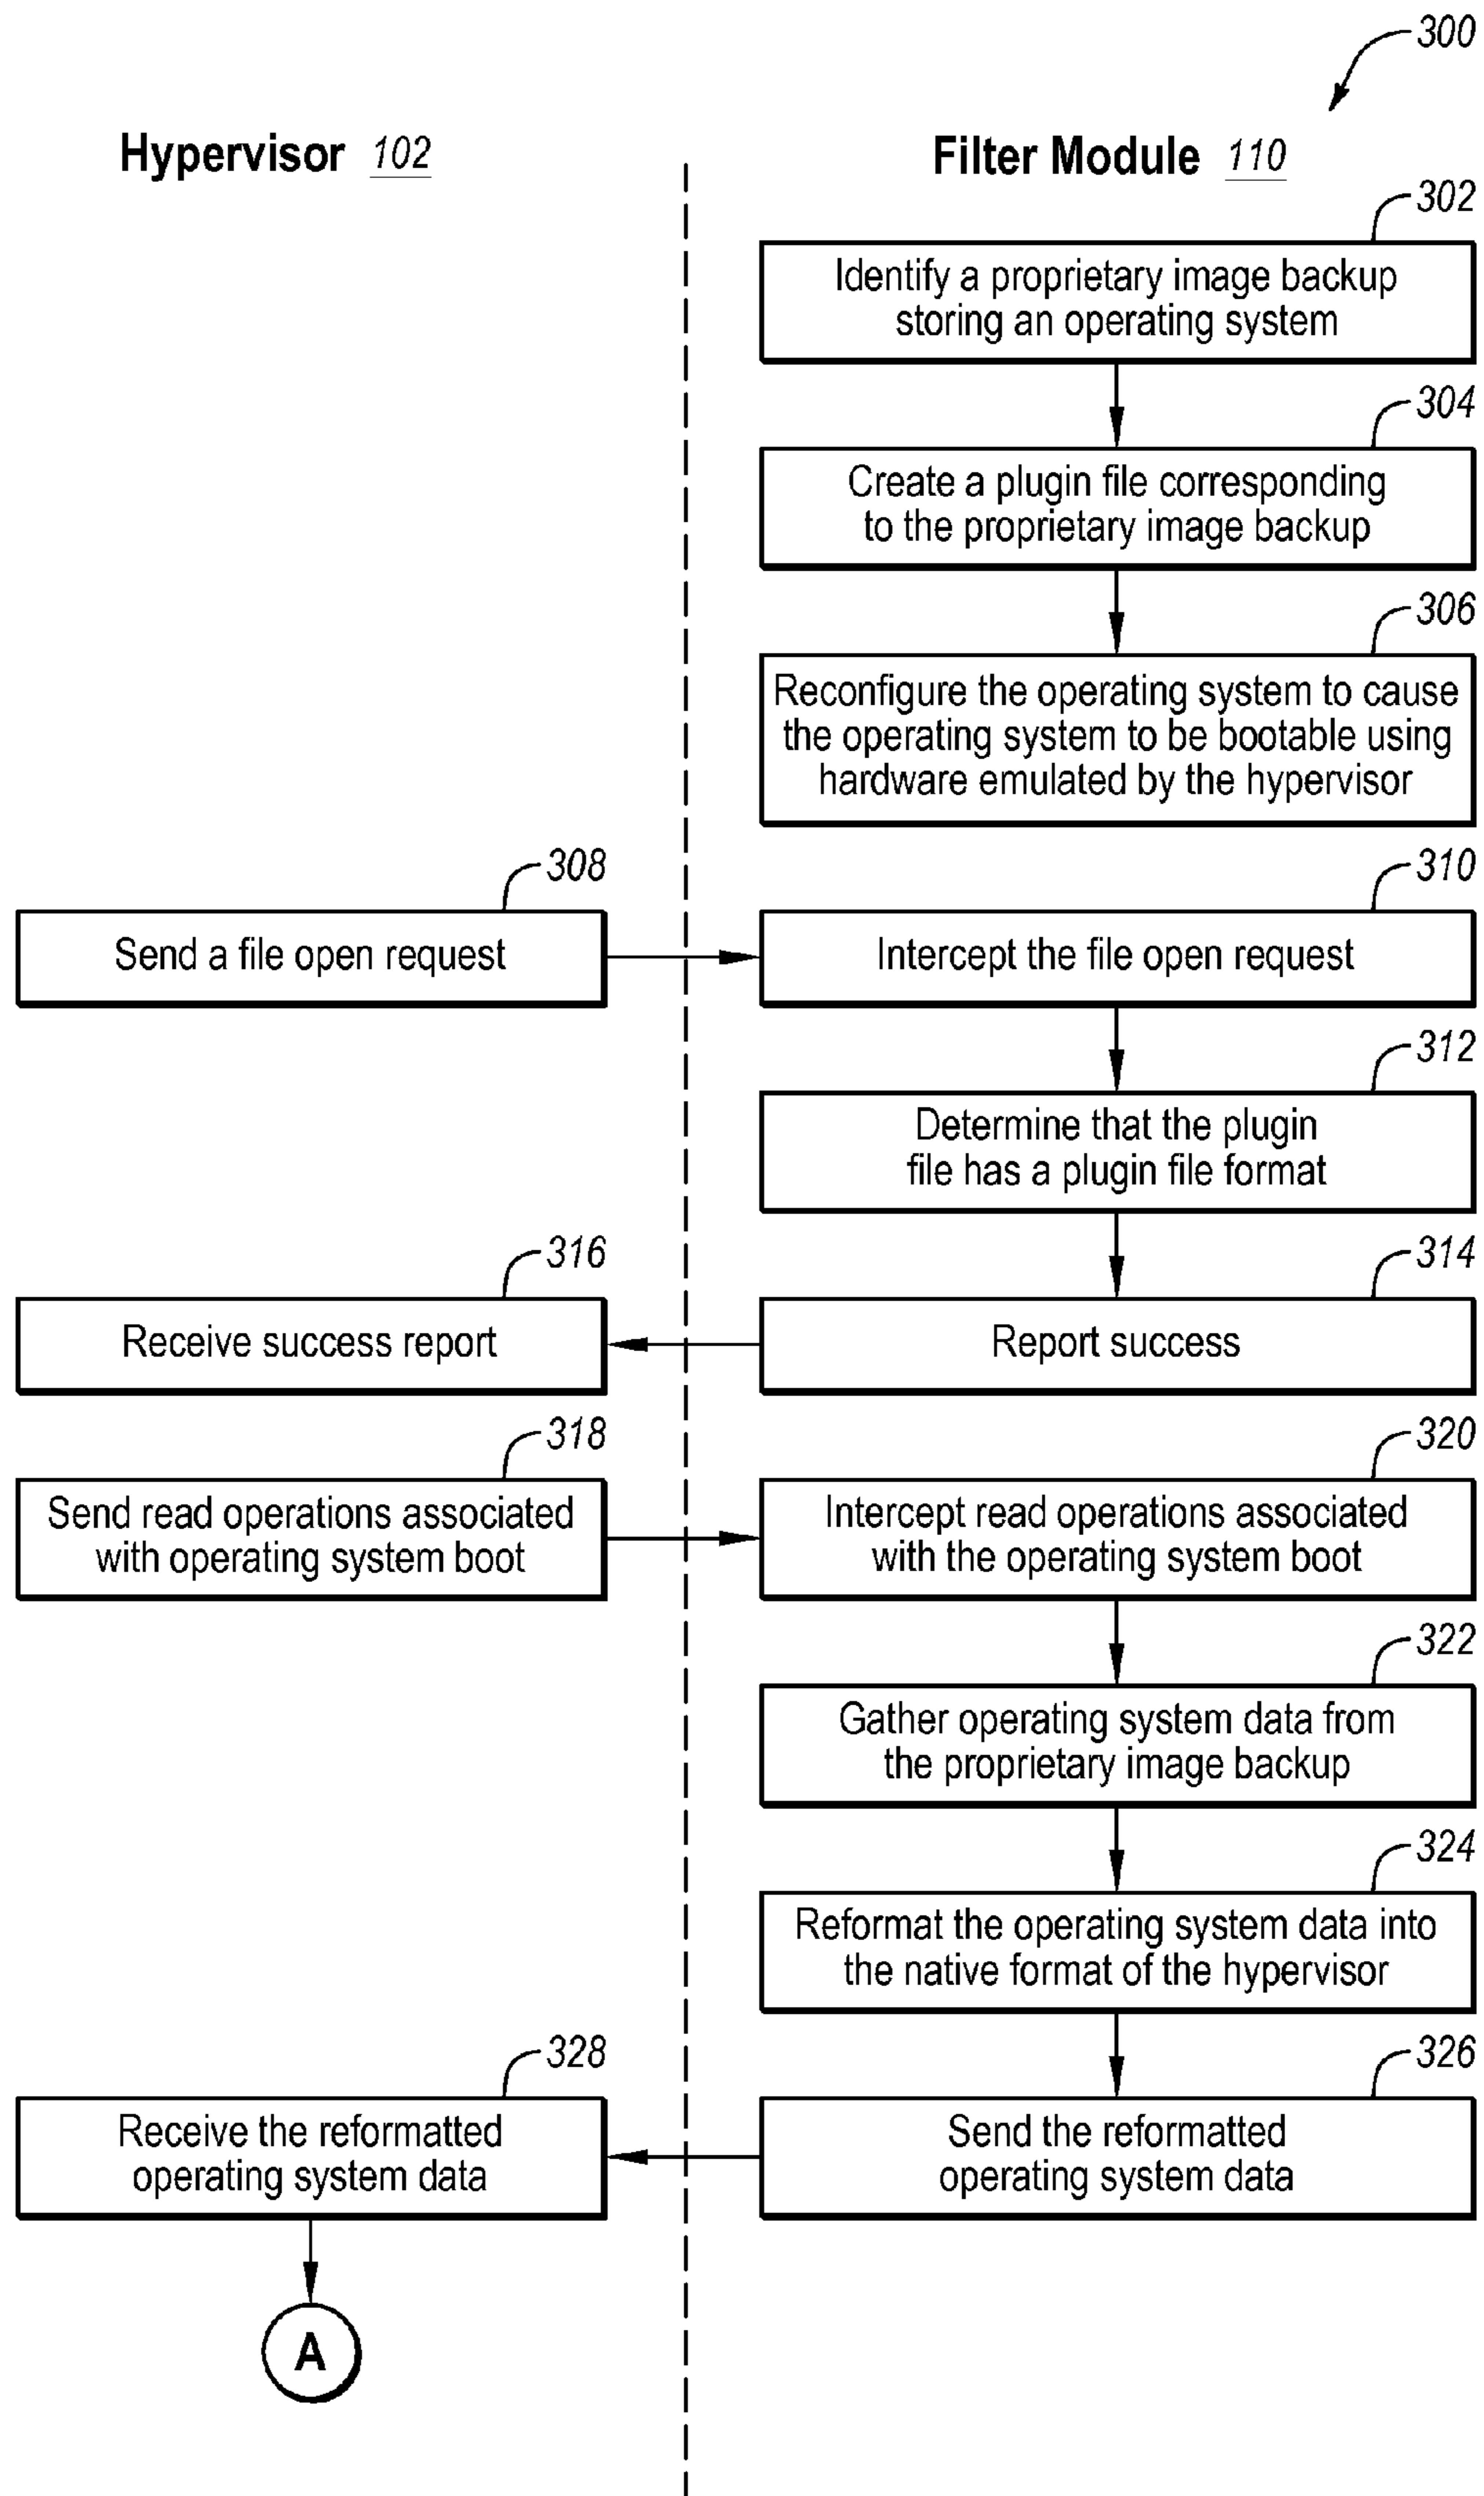 300
Hypervisor 102
Filter Module 110
302
Identify a proprietary image backup
storing an operating system
304
Create a plugin file corresponding
to the proprietary image backup
306
Reconfigure the operating system to cause
the operating system to be bootable using
hardware emulated by the hypervisor
308
Send a file open request
310
Intercept the file open request
312
Determine that the plugin
file has a plugin file format
316
Receive success report
314
Report success
318
Send read operations associated
with operating system boot
320
Intercept read operations associated
with the operating system boot
322
Gather operating system data from
the proprietary image backup
324
Reformat the operating system data into
the native format of the hypervisor
328
Receive the reformatted
operating system data
326
Send the reformatted
operating system data
A